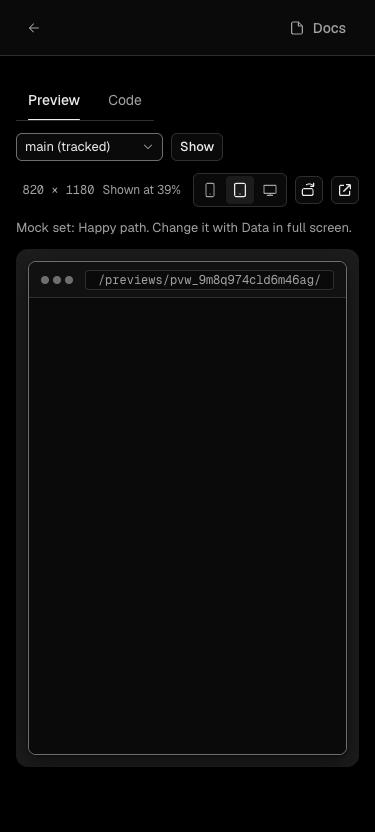 Docs
Preview Code
main (tracked) Show
820 × 1180 Shown at 39%
Mock set: Happy path. Change it with Data in full screen.
/previews/pvw_9m8q974cld6m46ag/